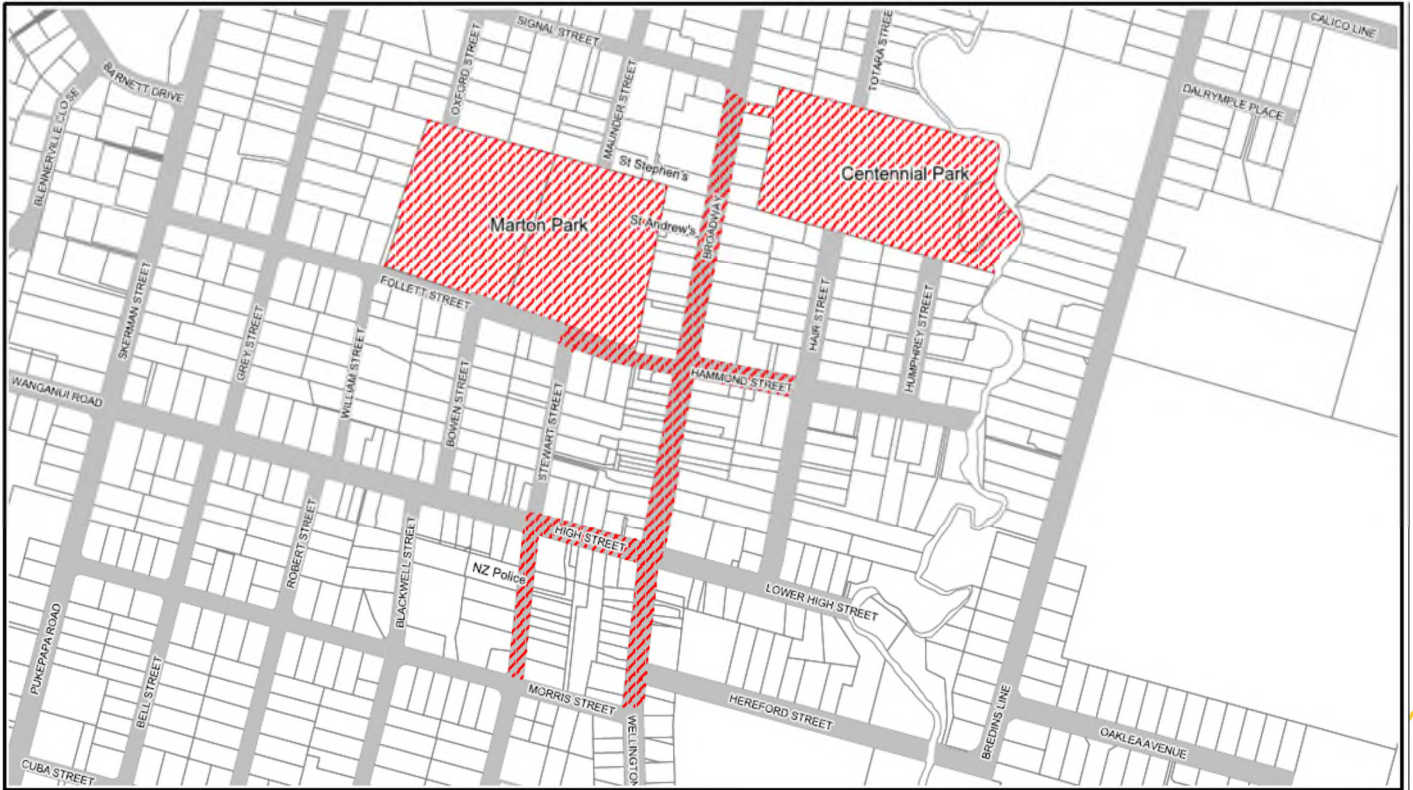 SIGNAL STREET
CALICO LINE
BARNETT DRIVE
OXFORD STREET
MAUNDER STREET
TOTARA STREE
DALRYMPLE PLACE
BLENNERVILLE CLOSE
St Stephen's
Centennial Park
Marton Park
St Andrew's
BROADWAY
FOLLETT STREET
SKERMAN STREET
GREY STREET
WILLIAM STREET
BOWEN STREET
STEWART STREET
HAIR STREET
HUMPHREY STREET
HAMMOND STREET
WANGANUI ROAD
ROBERT STREET
BLACKWELL STREET
HIGH STREET
NZ Police
LOWER HIGH STREET
PUKEPAPA ROAD
BELL STREET
MORRIS STREET
WELLINGTON
HEREFORD STREET
BREDINS LINE
OAKLEA AVENUE
CUBA STREET